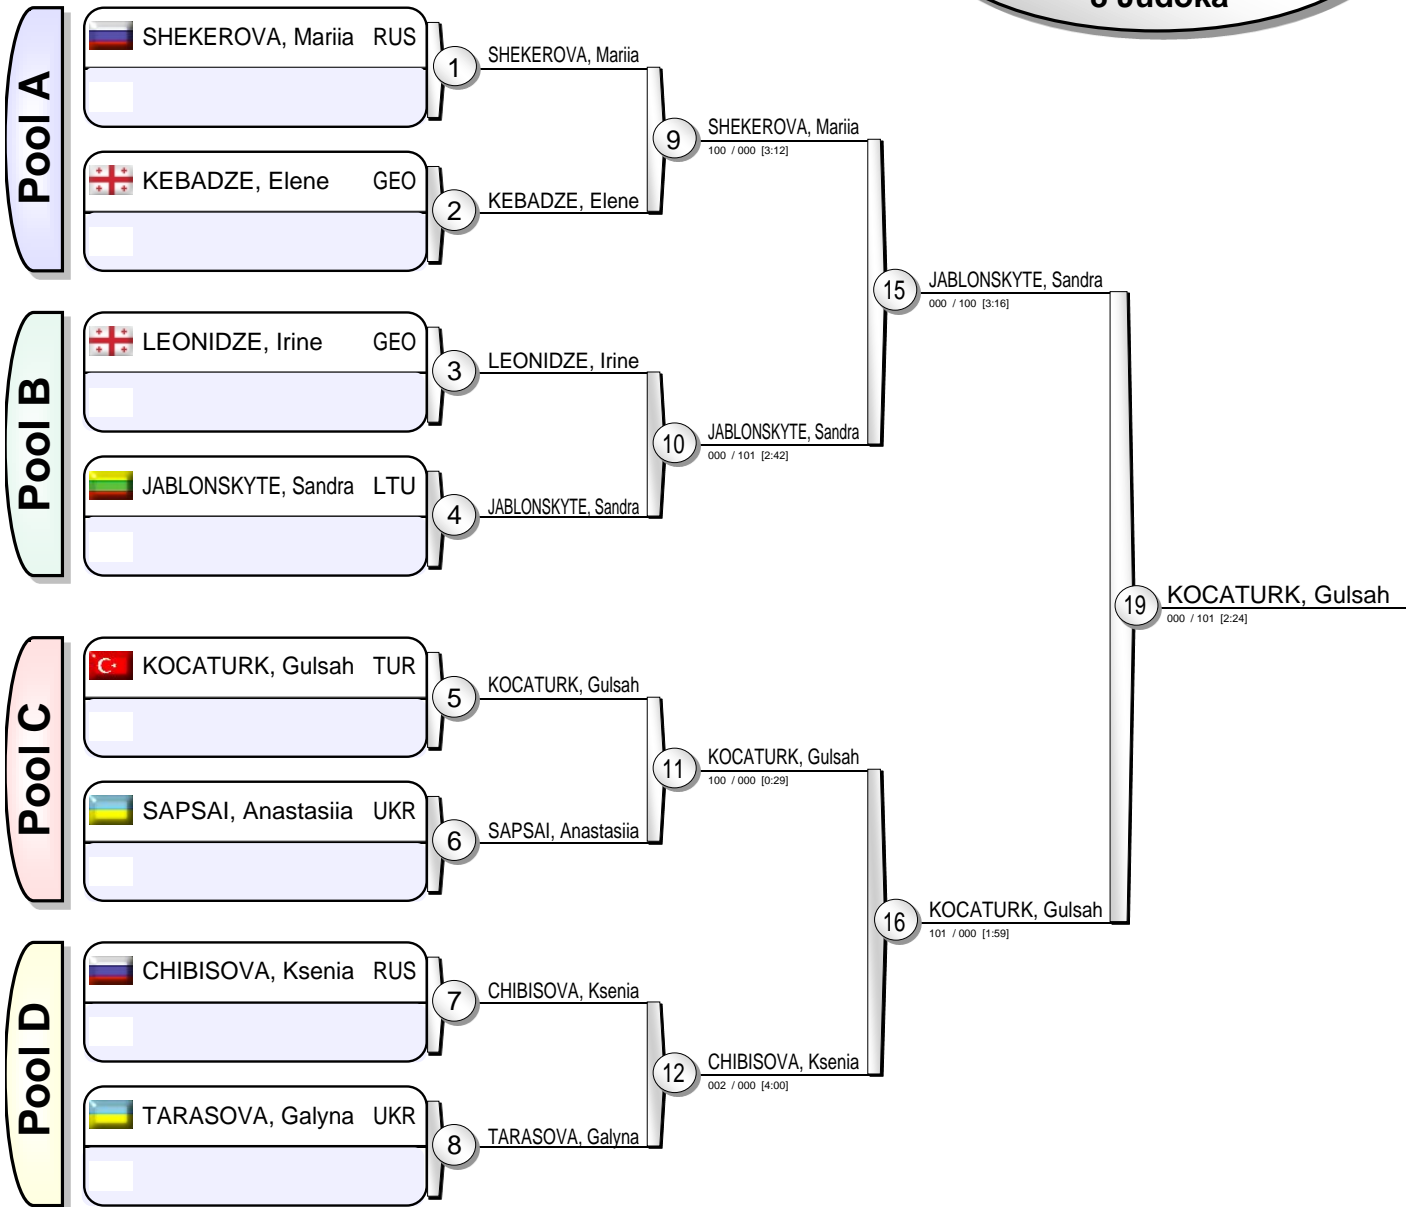 8 Judoka
Pool A
SHEKEROVA, Mariia RUS
1
SHEKEROVA, Mariia
KEBADZE, Elene GEO
2
KEBADZE, Elene
9
SHEKEROVA, Mariia
100 / 000 [3:12]
Pool B
LEONIDZE, Irine GEO
3
LEONIDZE, Irine
JABLONSKYTE, Sandra LTU
4
JABLONSKYTE, Sandra
10
JABLONSKYTE, Sandra
000 / 101 [2:42]
15
JABLONSKYTE, Sandra
000 / 100 [3:16]
Pool C
KOCATURK, Gulsah TUR
5
KOCATURK, Gulsah
SAPSAI, Anastasiia UKR
6
SAPSAI, Anastasiia
11
KOCATURK, Gulsah
100 / 000 [0:29]
Pool D
CHIBISOVA, Ksenia RUS
7
CHIBISOVA, Ksenia
TARASOVA, Galyna UKR
8
TARASOVA, Galyna
12
CHIBISOVA, Ksenia
002 / 000 [4:00]
16
KOCATURK, Gulsah
101 / 000 [1:59]
19
KOCATURK, Gulsah
000 / 101 [2:24]